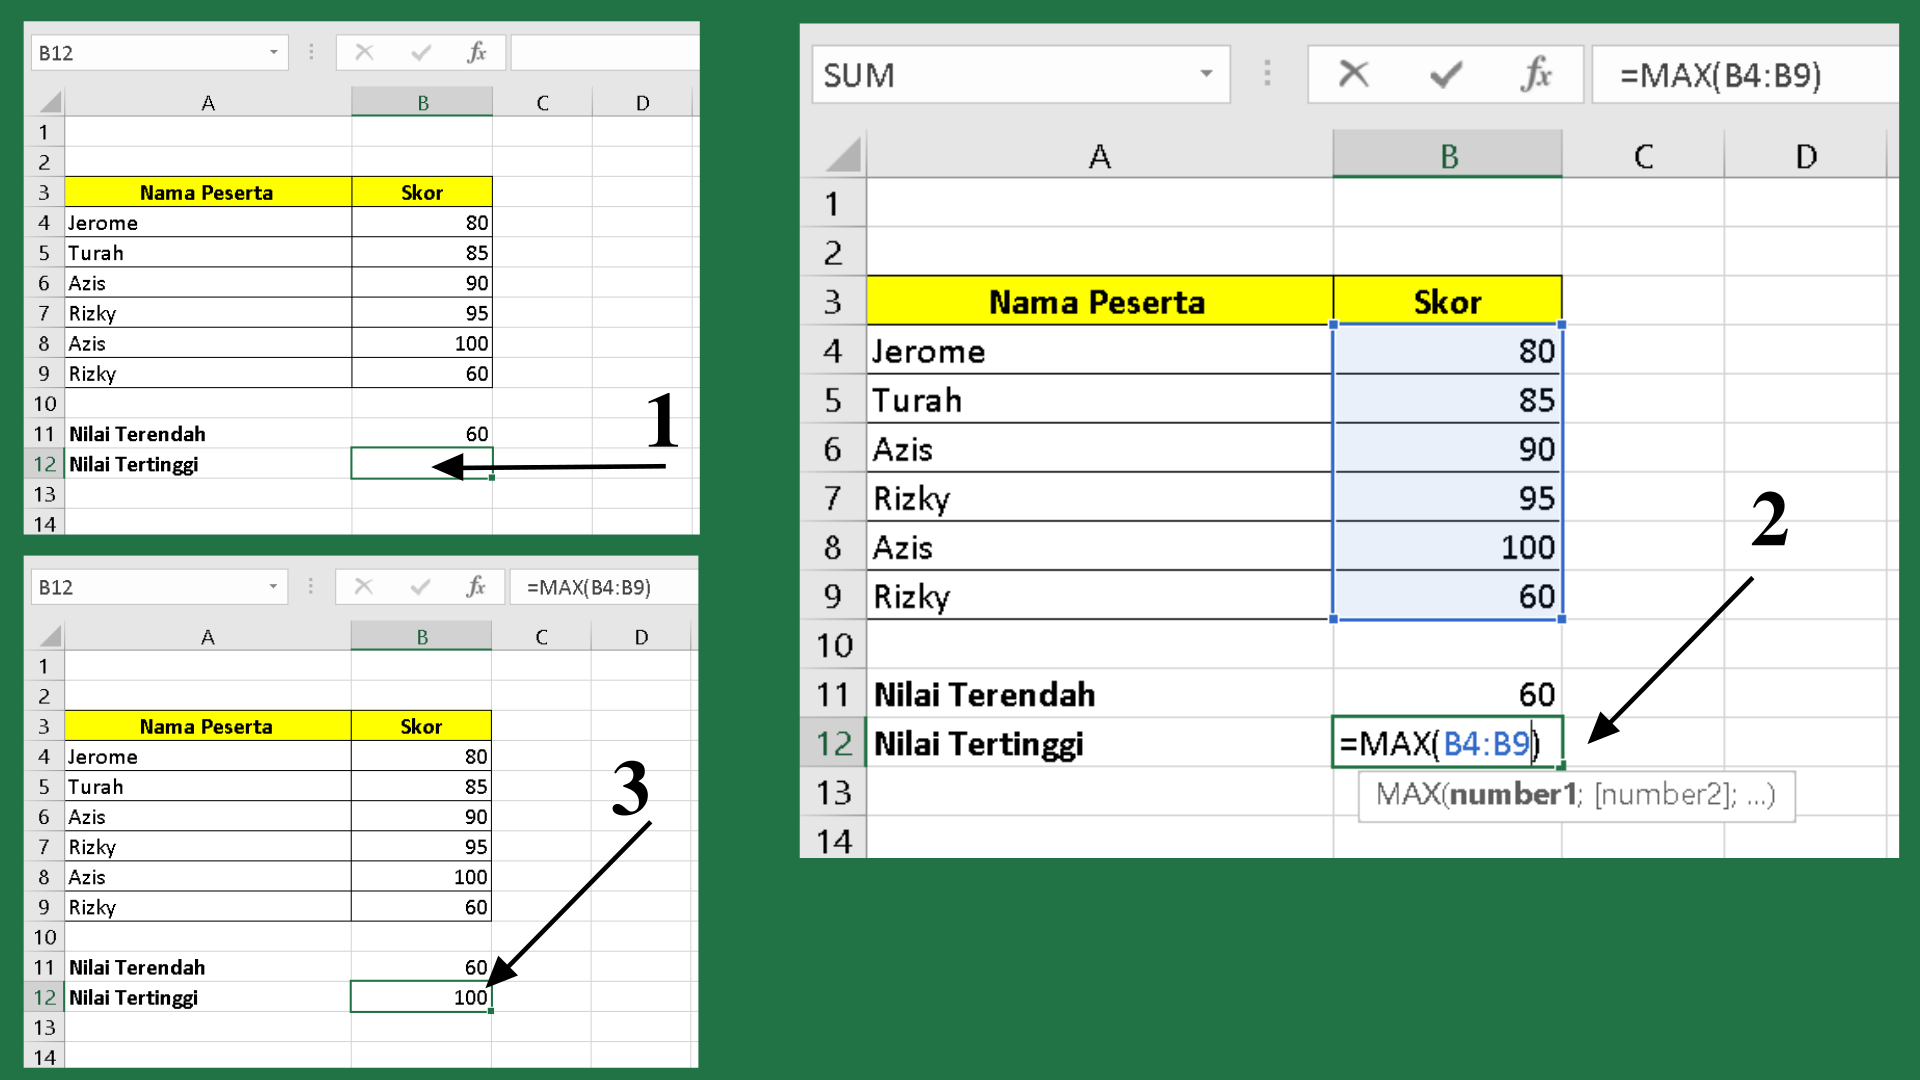 B12 fx
A B C D
1
2
3 Nama Peserta Skor
4 Jerome 80
5 Turah 85
6 Azis 90
7 Rizky 95
8 Azis 100
9 Rizky 60
10
11 Nilai Terendah 60
12 Nilai Tertinggi
13
14
1
SUM fx =MAX(B4:B9)
A B C D
1
2
3 Nama Peserta Skor
4 Jerome 80
5 Turah 85
6 Azis 90
7 Rizky 95
8 Azis 100
9 Rizky 60
10
11 Nilai Terendah 60
12 Nilai Tertinggi =MAX(B4:B9)
13 MAX(number1; [number2]; ...)
14
2
B12 fx =MAX(B4:B9)
A B C D
1
2
3 Nama Peserta Skor
4 Jerome 80
5 Turah 85
6 Azis 90
7 Rizky 95
8 Azis 100
9 Rizky 60
10
11 Nilai Terendah 60
12 Nilai Tertinggi 100
13
14
3